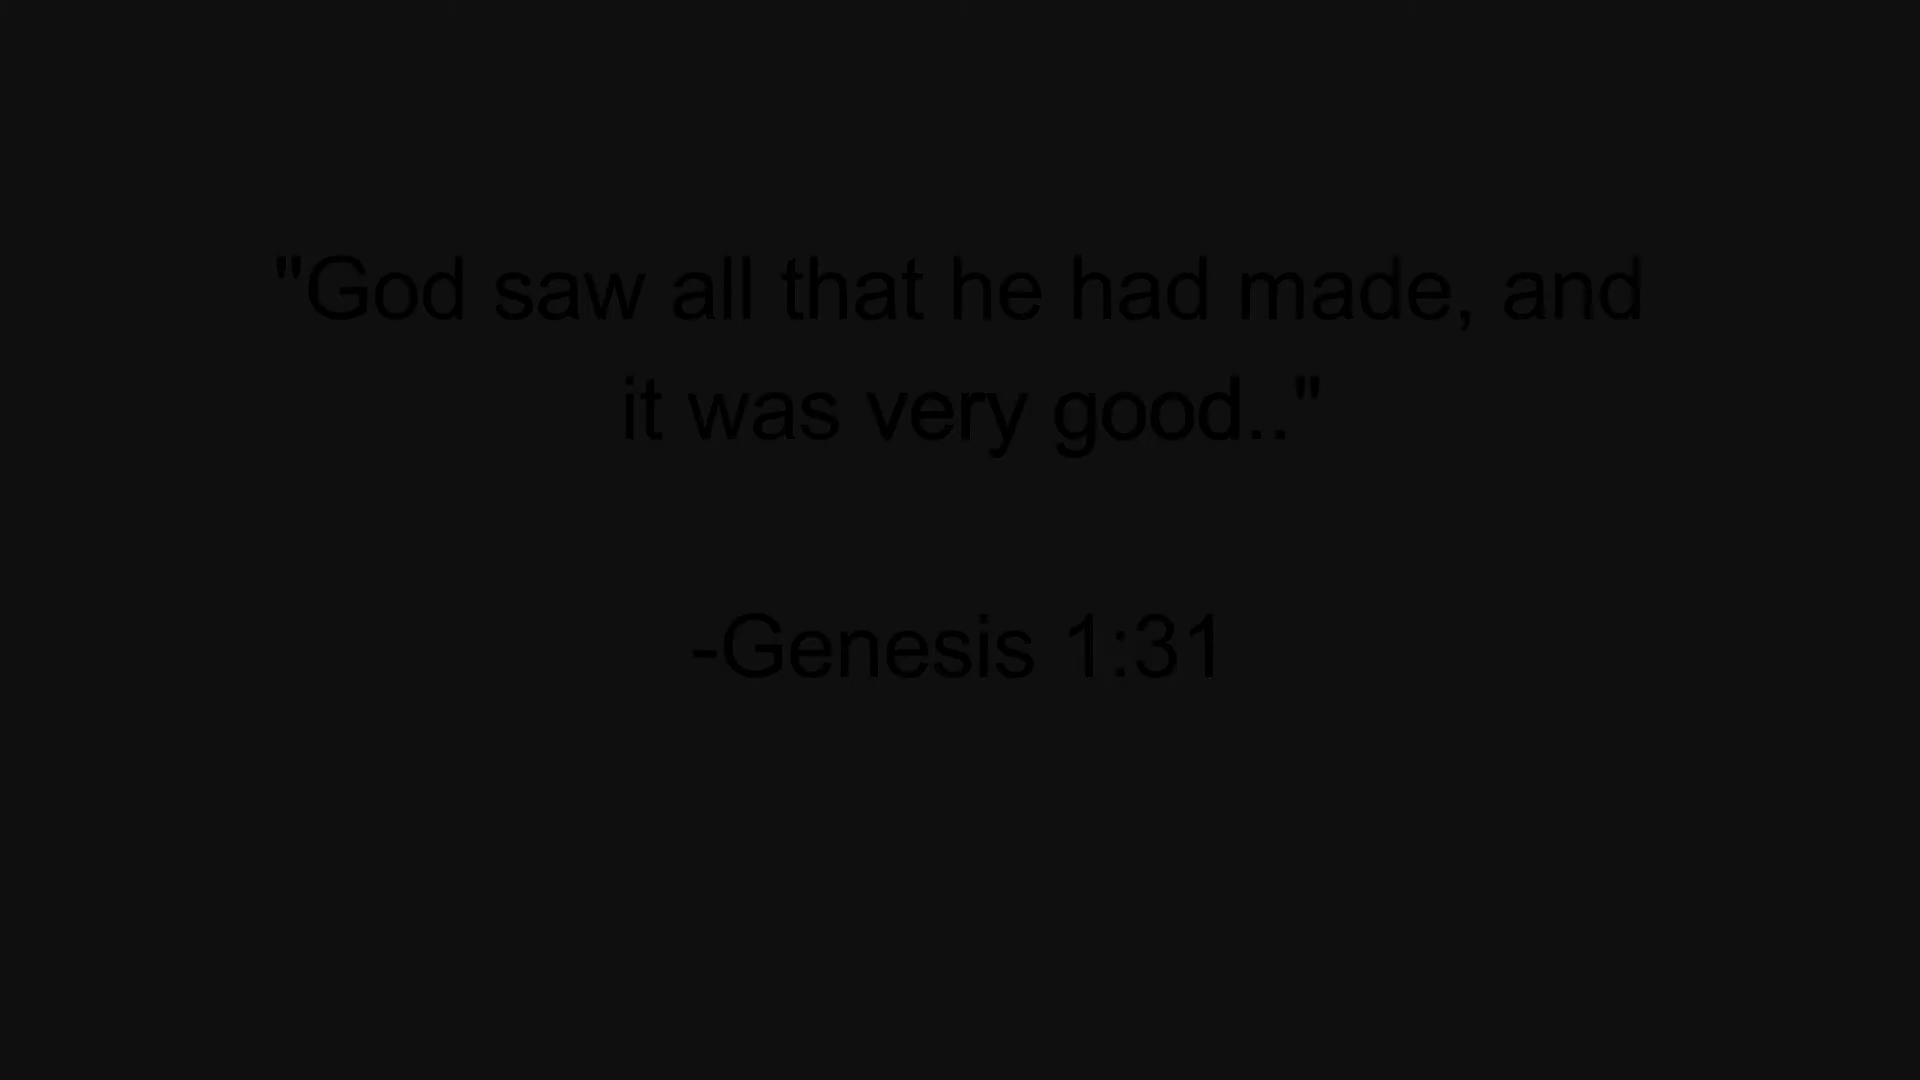 "God saw all that he had made, and
it was very good.."
-Genesis 1:31